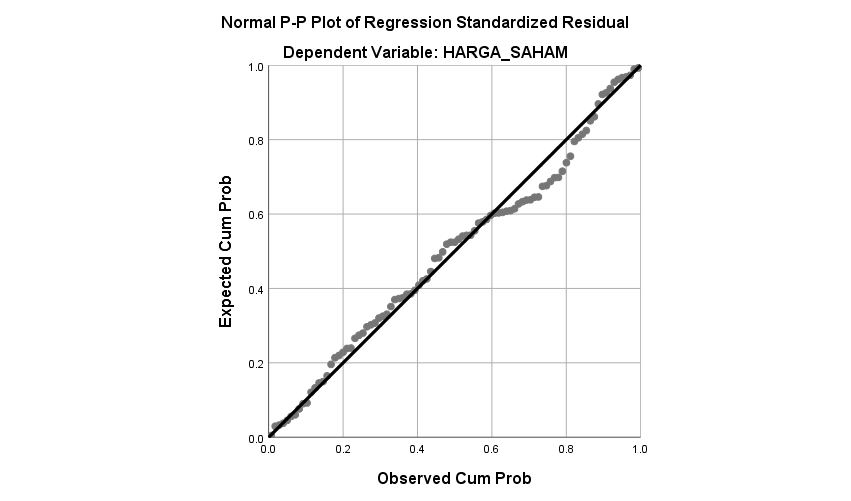 Normal P-P Plot of Regression Standardized Residual
Dependent Variable: HARGA_SAHAM
Expected Cum Prob
1.0
0.8
0.6
0.4
0.2
0.0
0.0 0.2 0.4 0.6 0.8 1.0
Observed Cum Prob